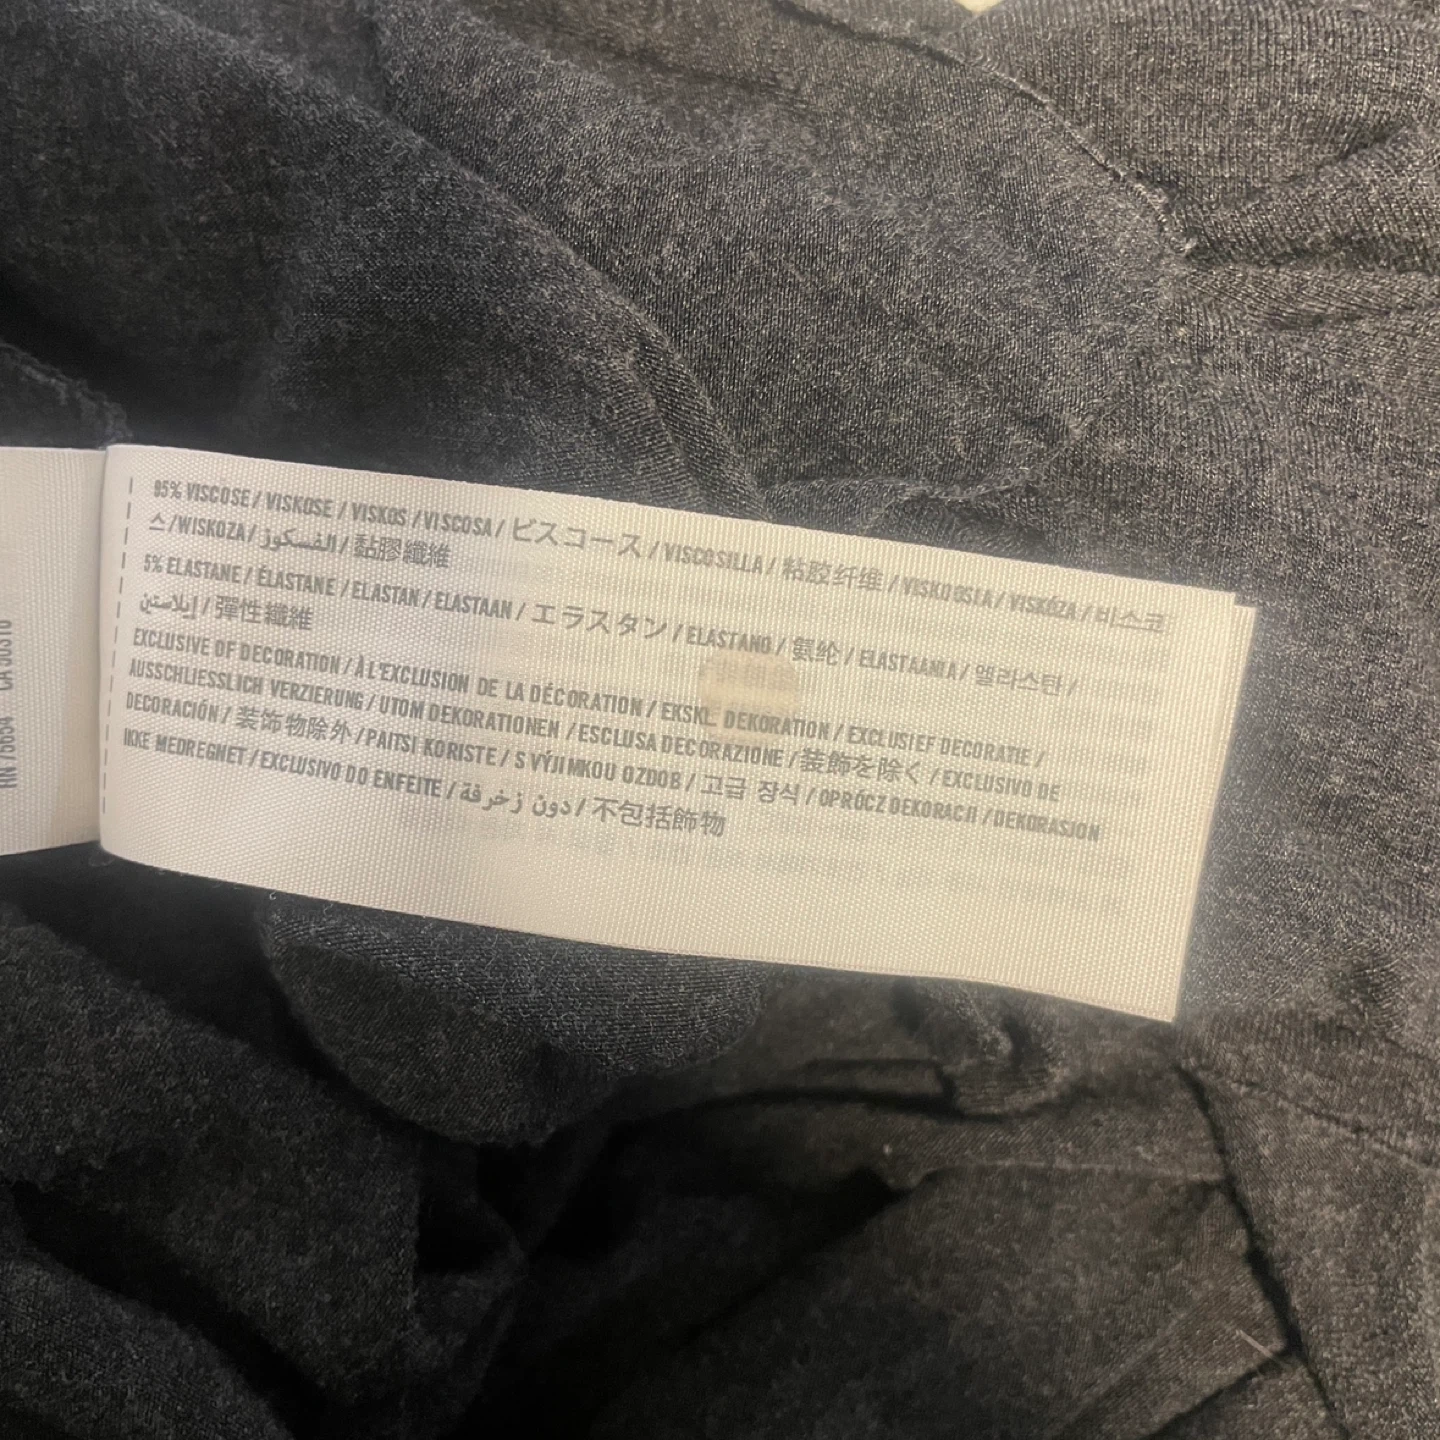 95% VISCOSE / VISKOSE / VISKOS / VISCOSA / ビスコース / VISCOSILLA / 粘胶纤维 / VISKOOSIA / VISKÓZA / 비스코
스 / WISKOZA / الفسكوز / 黏膠纖維
5% ELASTANE / ÉLASTANE / ELASTAN / ELASTAAN / エラスタン / ELASTANO / 氨纶 / ELASTAANIA / 엘라스탄 /
إيلاستين / 彈性纖維
EXCLUSIVE OF DECORATION / À L'EXCLUSION DE LA DÉCORATION / EKSKL. DEKORATION / EXCLUSIEF DECORATIE /
AUSSCHLIESSLICH VERZIERUNG / UTOM DEKORATIONEN / ESCLUSA DECORAZIONE / 装飾を除く / EXCLUSIVO DE
DECORACIÓN / 装饰物除外 / PAITSI KORISTE / S VÝJIMKOU OZDOB / 고급 장식 / OPRÓCZ DEKORACJI / DEKORASJON
IKKE MEDREGNET / EXCLUSIVO DO ENFEITE / دون زخرفة / 不包括飾物
RN 75654 CA 50310